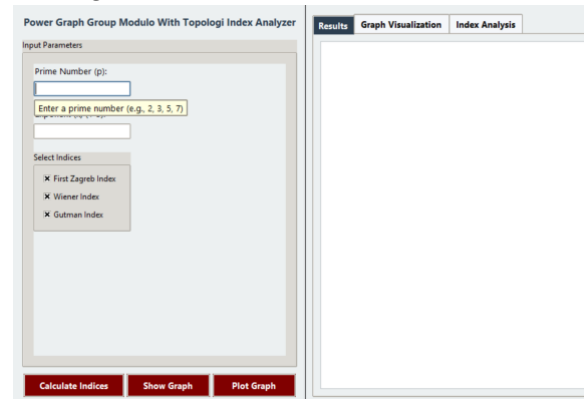 Power Graph Group Modulo With Topologi Index Analyzer
Input Parameters
Prime Number (p):
Enter a prime number (e.g., 2, 3, 5, 7)
Select Indices
First Zagreb Index
Wiener Index
Gutman Index
Calculate Indices Show Graph Plot Graph
Results Graph Visualization Index Analysis